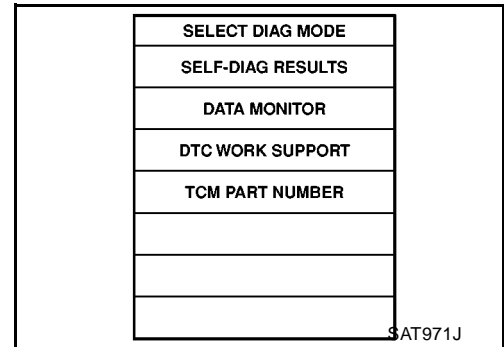 SELECT DIAG MODE
SELF-DIAG RESULTS
DATA MONITOR
DTC WORK SUPPORT
TCM PART NUMBER
SAT971J